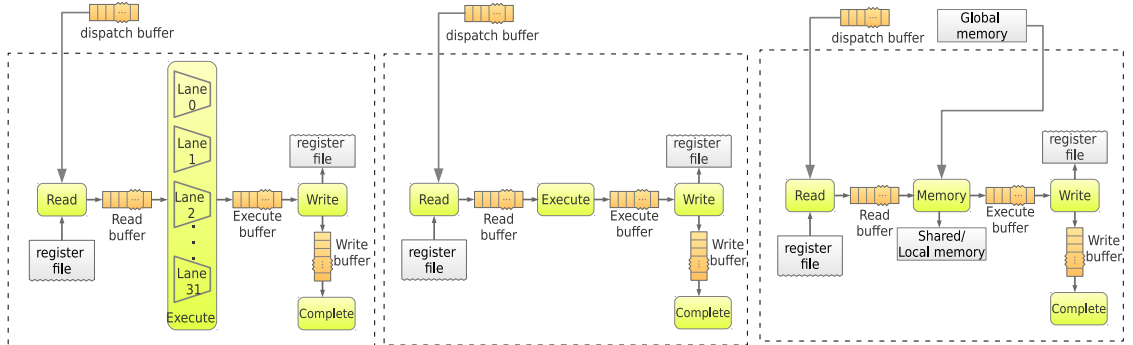 dispatch buffer
Lane
0
Lane
1
Lane
2
Lane
31
Execute
Read
Read
buffer
register
file
Execute
buffer
register
file
Write
Write
buffer
Complete
dispatch buffer
Read
register
file
Read
buffer
Execute
Execute
buffer
register
file
Write
Write
buffer
Complete
dispatch buffer
Global
memory
Read
register
file
Read
buffer
Memory
Shared/
Local memory
Execute
buffer
register
file
Write
Write
buffer
Complete